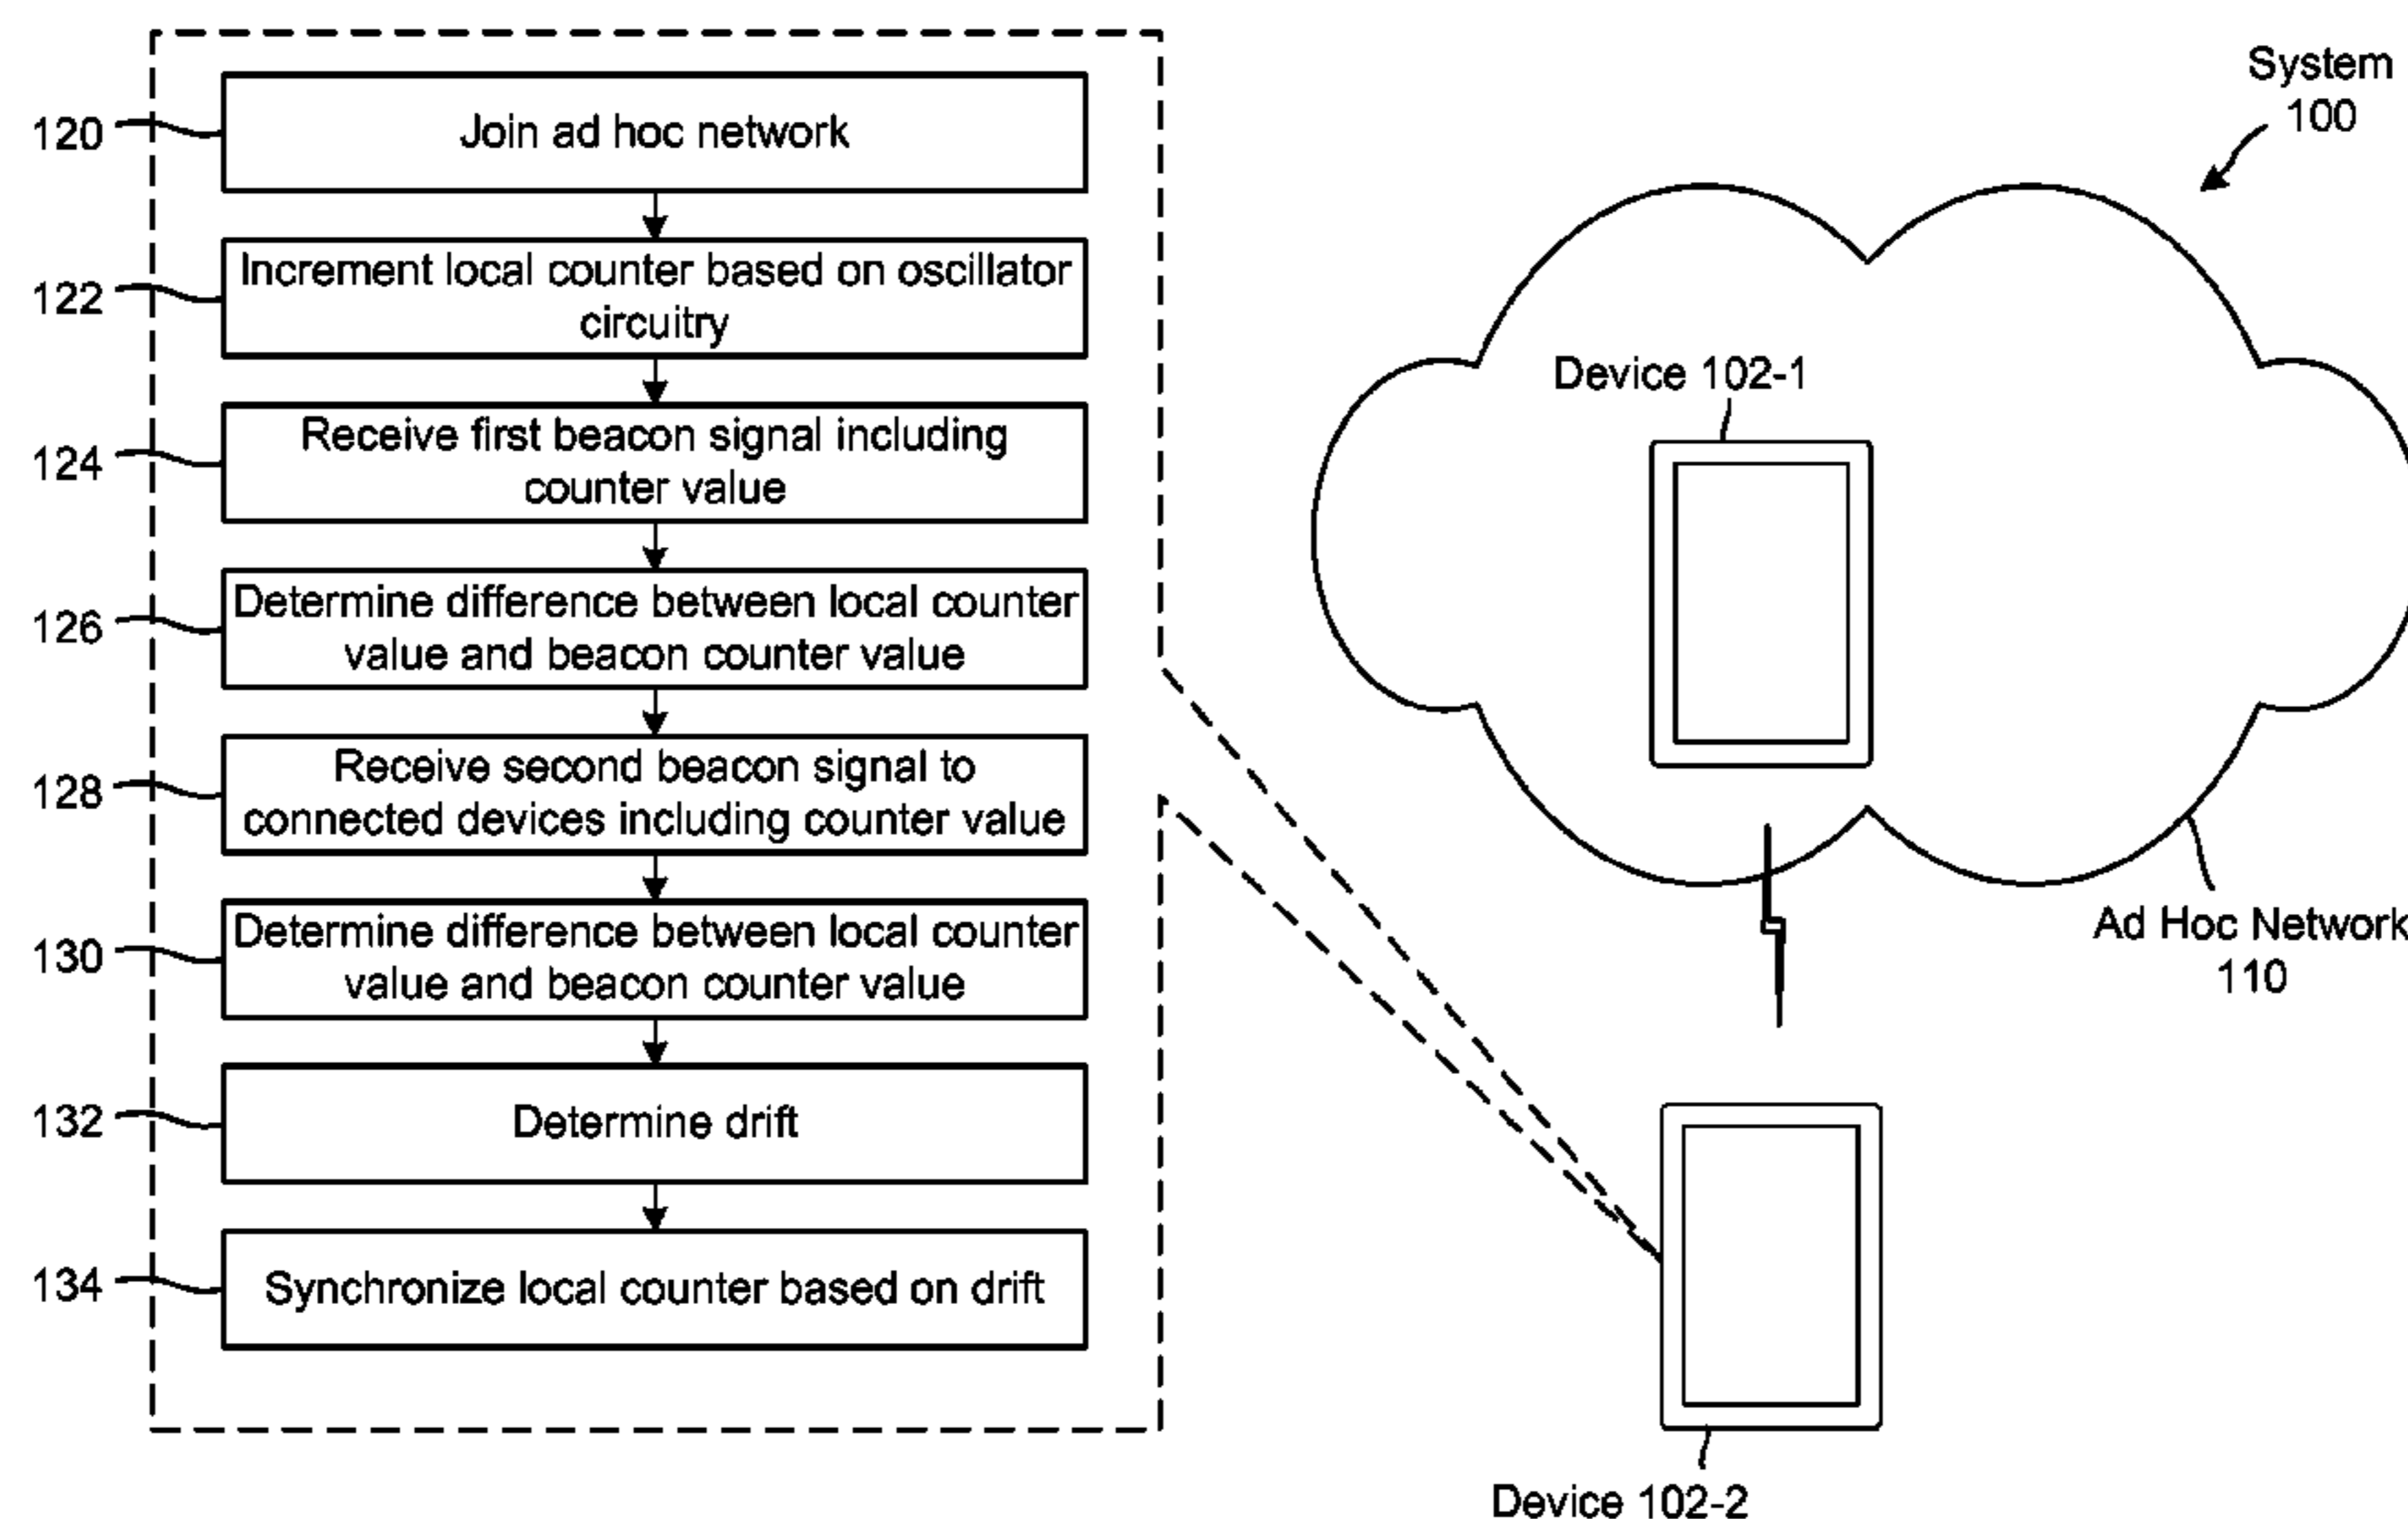 120
Join ad hoc network
122
Increment local counter based on oscillator
circuitry
124
Receive first beacon signal including
counter value
126
Determine difference between local counter
value and beacon counter value
128
Receive second beacon signal to
connected devices including counter value
130
Determine difference between local counter
value and beacon counter value
132
Determine drift
134
Synchronize local counter based on drift
System
100
Device 102-1
Ad Hoc Network
110
Device 102-2